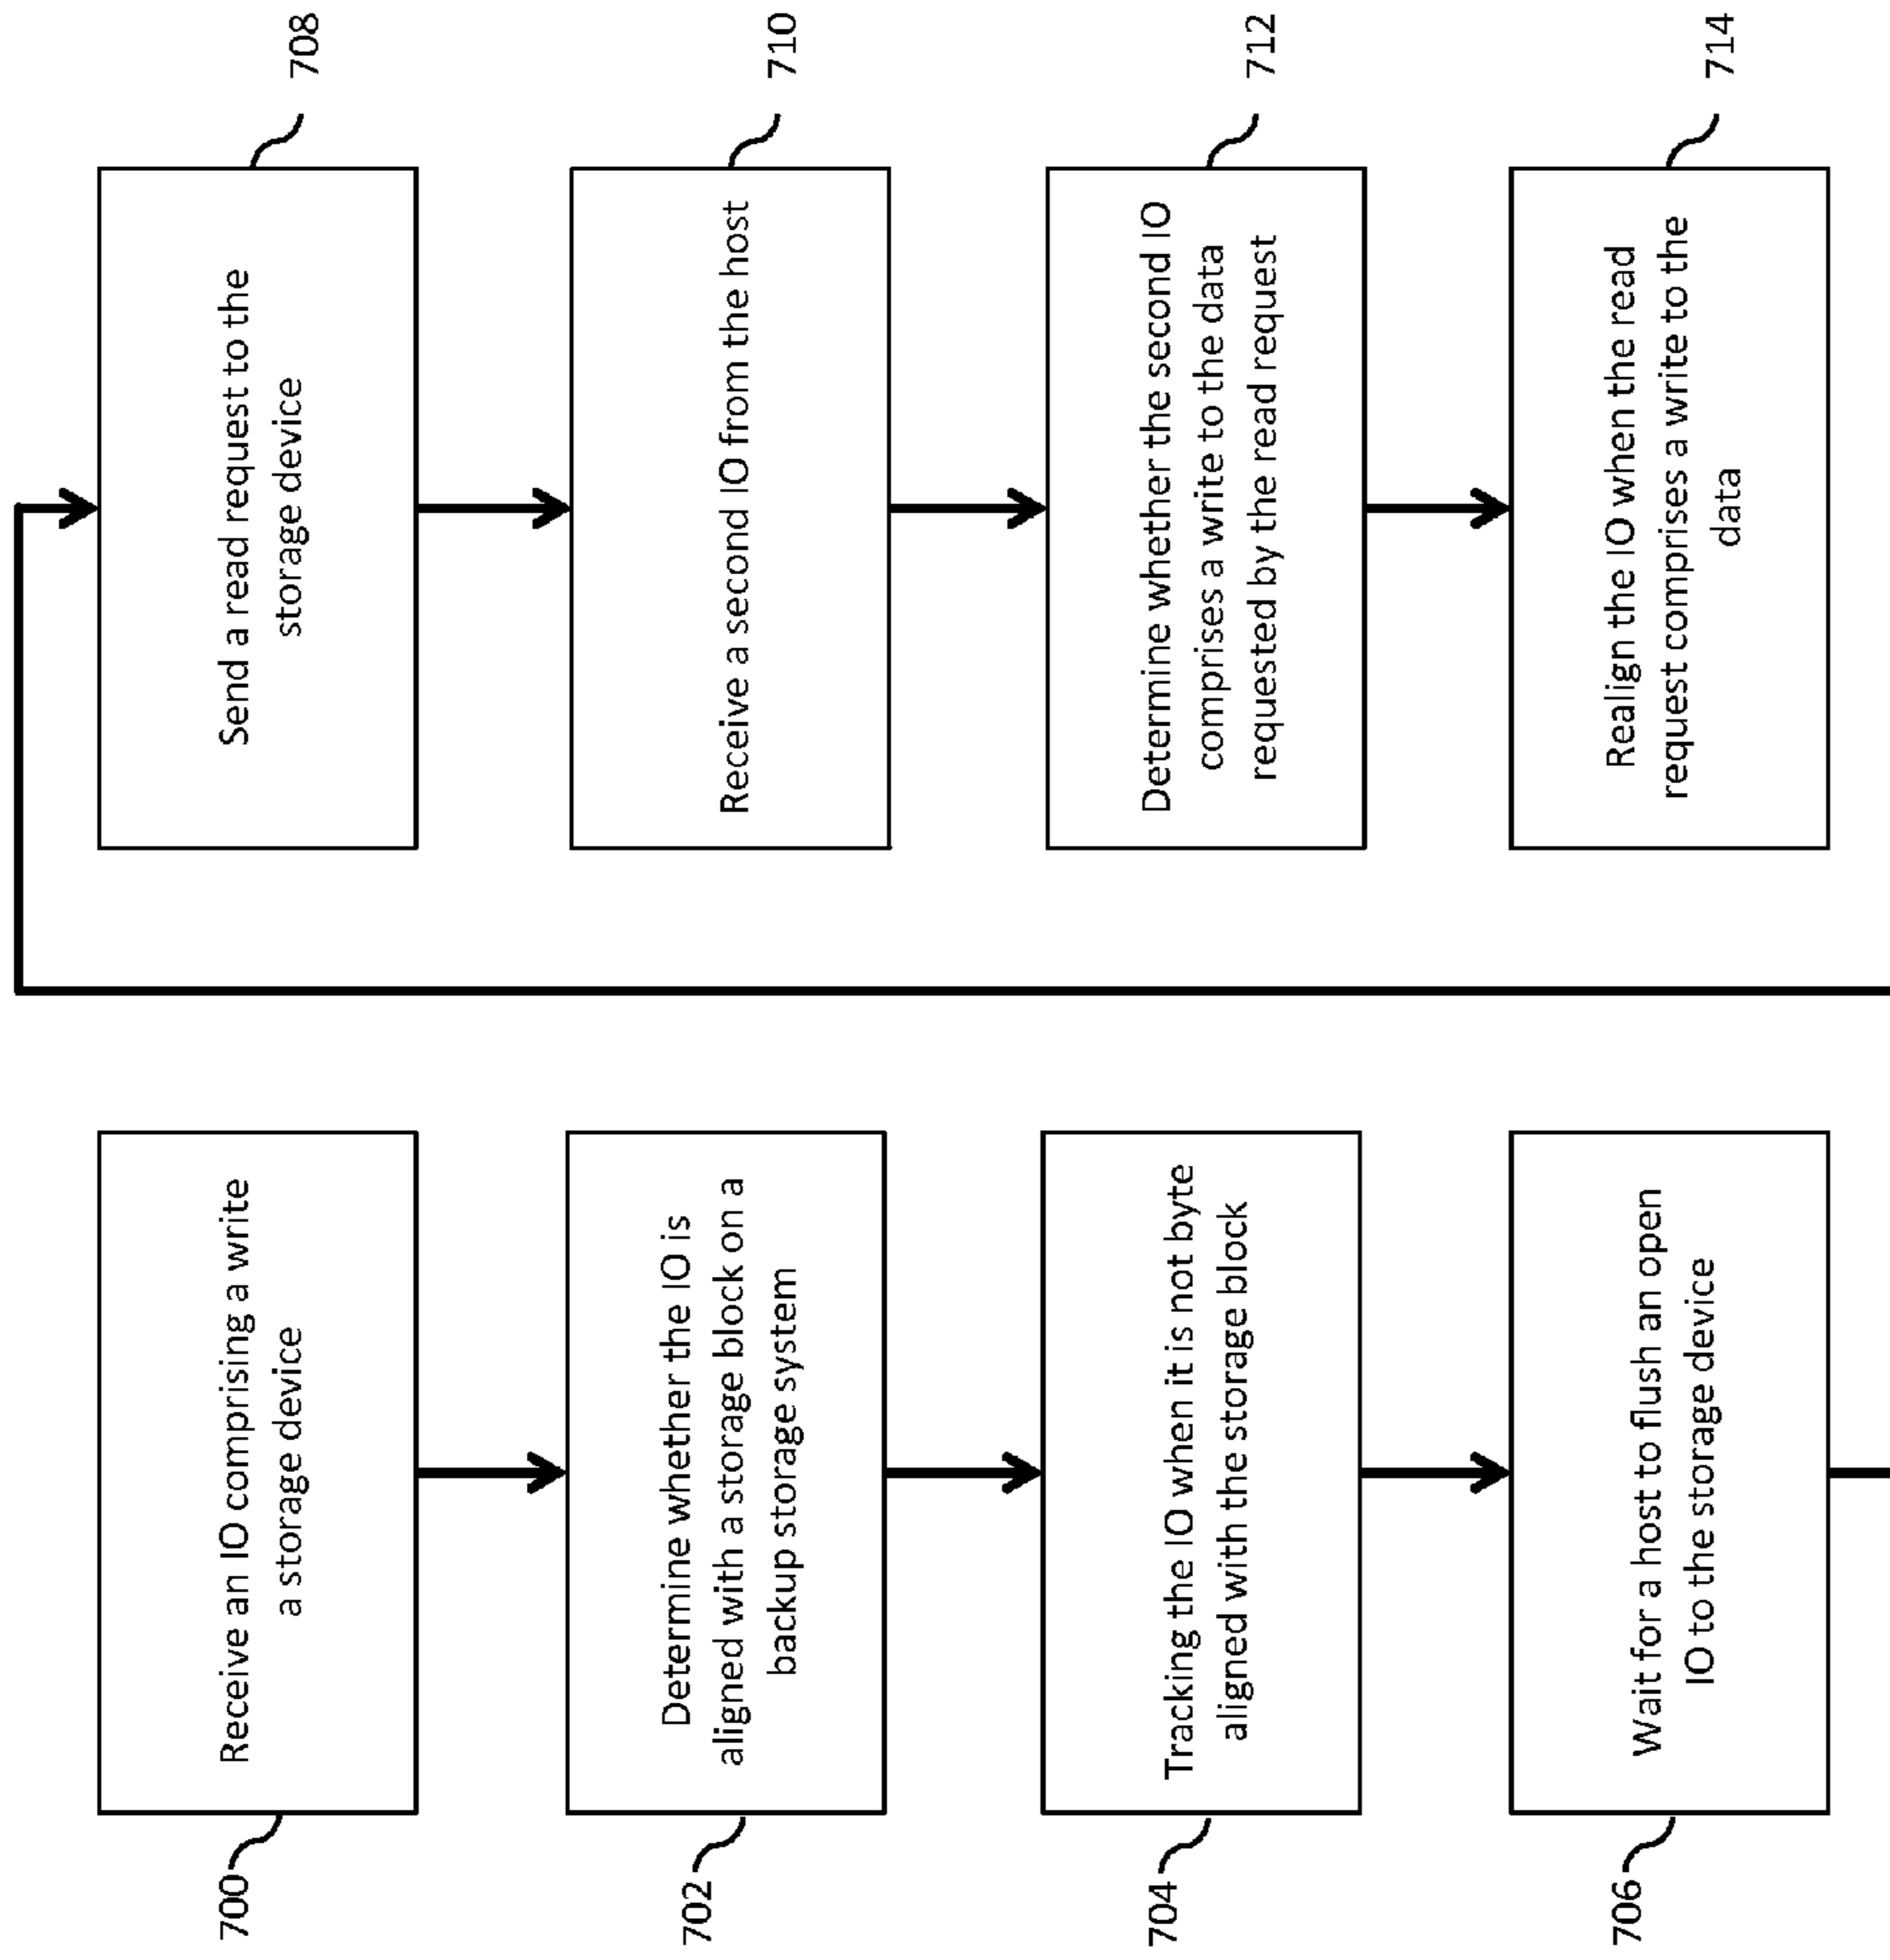 700
Receive an IO comprising a write
a storage device
702
Determine whether the IO is
aligned with a storage block on a
backup storage system
704
Tracking the IO when it is not byte
aligned with the storage block
706
Wait for a host to flush an open
IO to the storage device
Send a read request to the
storage device
708
Receive a second IO from the host
710
Determine whether the second IO
comprises a write to the data
requested by the read request
712
Realign the IO when the read
request comprises a write to the
data
714